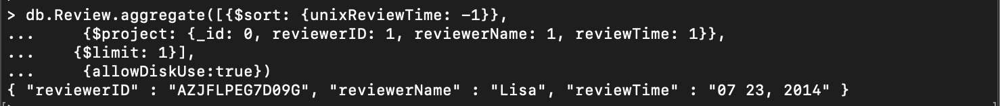 > db.Review.aggregate([{$sort: {unixReviewTime: -1}},
...     {$project: {_id: 0, reviewerID: 1, reviewerName: 1, reviewTime: 1}},
...    {$limit: 1}],
...     {allowDiskUse:true})
{ "reviewerID" : "AZJFLPEG7D09G", "reviewerName" : "Lisa", "reviewTime" : "07 23, 2014" }